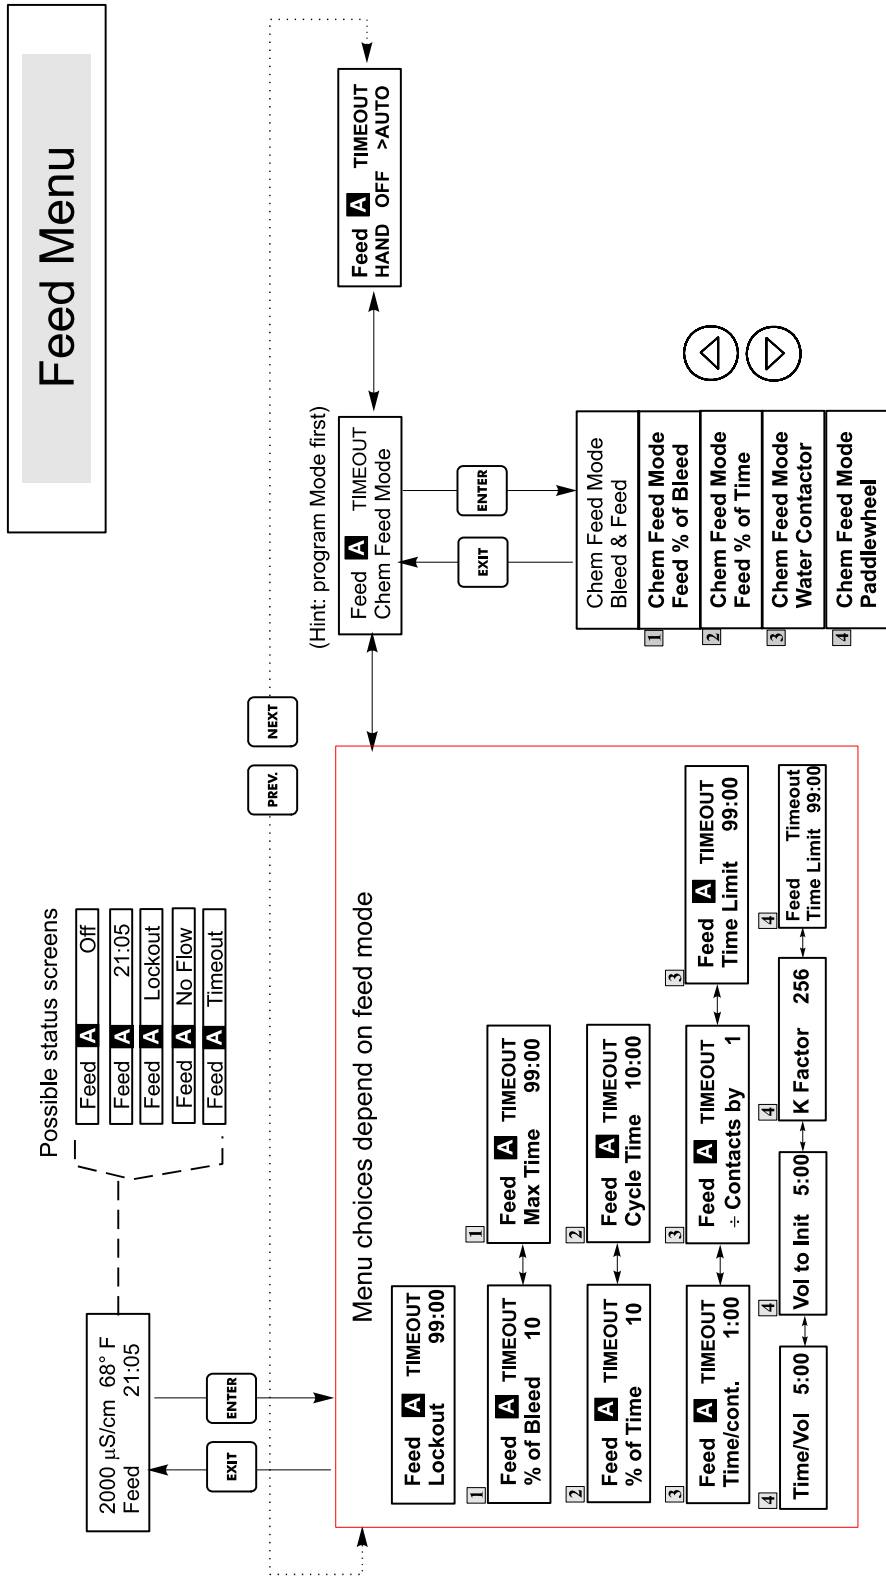 Feed Menu
Possible status screens
2000 µS/cm 68° F
Feed 21:05
Feed A Off
Feed A 21:05
Feed A Lockout
Feed A No Flow
Feed A Timeout
EXIT
ENTER
PREV.
NEXT
Menu choices depend on feed mode
Feed A TIMEOUT
Lockout 99:00
1
Feed A TIMEOUT
% of Bleed 10
1
Feed A TIMEOUT
Max Time 99:00
2
Feed A TIMEOUT
% of Time 10
2
Feed A TIMEOUT
Cycle Time 10:00
3
Feed A TIMEOUT
Time/cont. 1:00
3
Feed A TIMEOUT
÷ Contacts by 1
3
Feed A TIMEOUT
Time Limit 99:00
4
Time/Vol 5:00
4
Vol to Init 5:00
4
K Factor 256
4
Feed Timeout
Time Limit 99:00
(Hint: program Mode first)
Feed A TIMEOUT
Chem Feed Mode
Feed A TIMEOUT
HAND OFF >AUTO
EXIT
ENTER
Chem Feed Mode
Bleed & Feed
1
Chem Feed Mode
Feed % of Bleed
2
Chem Feed Mode
Feed % of Time
3
Chem Feed Mode
Water Contactor
4
Chem Feed Mode
Paddlewheel